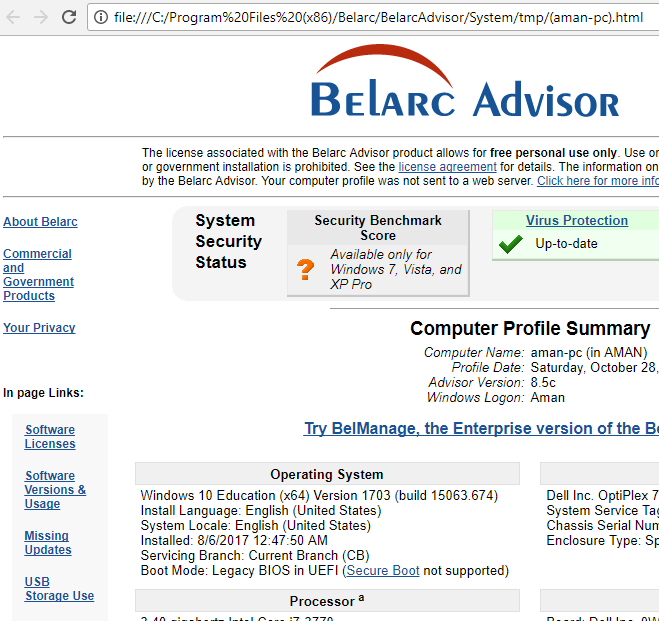 file:///C:/Program%20Files%20(x86)/Belarc/BelarcAdvisor/System/tmp/(aman-pc).html
BELARC ADVISOR
The license associated with the Belarc Advisor product allows for free personal use only. Use
or government installation is prohibited. See the license agreement for details. The information
by the Belarc Advisor. Your computer profile was not sent to a web server. Click here for more
About Belarc
Commercial
and
Government
Products
Your Privacy
In page Links:
Software
Licenses
Software
Versions &
Usage
Missing
Updates
USB
Storage Use
System
Security
Status
Security Benchmark
Score
?
Available only for
Windows 7, Vista, and
XP Pro
Virus Protection
Up-to-date
Computer Profile Summary
Computer Name: aman-pc (in AMAN)
Profile Date: Saturday, October 28,
Advisor Version: 8.5c
Windows Logon: Aman
Try BelManage, the Enterprise version of the
Operating System
Windows 10 Education (x64) Version 1703 (build 15063.674)
Install Language: English (United States)
System Locale: English (United States)
Installed: 8/6/2017 12:47:50 AM
Servicing Branch: Current Branch (CB)
Boot Mode: Legacy BIOS in UEFI (Secure Boot not supported)
Dell Inc. OptiPlex
System Service
Chassis Serial
Enclosure Type:
Processor a